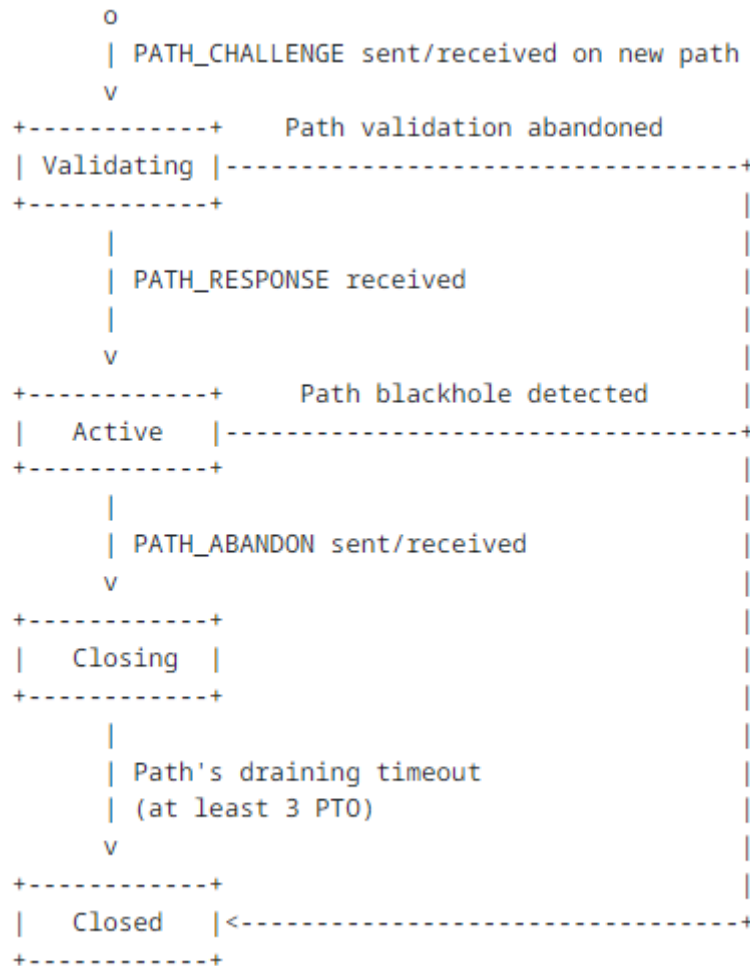 o
| PATH_CHALLENGE sent/received on new path
v
+------------+    Path validation abandoned
| Validating |----------------------------------+
+------------+                                  |
      |                                         |
      | PATH_RESPONSE received                  |
      |                                         |
      v                                         |
+------------+     Path blackhole detected      |
|   Active   |----------------------------------+
+------------+                                  |
      |                                         |
      | PATH_ABANDON sent/received              |
      v                                         |
+------------+                                  |
|   Closing  |                                  |
+------------+                                  |
      |                                         |
      | Path's draining timeout                 |
      | (at least 3 PTO)                        |
      v                                         |
+------------+                                  |
|   Closed   |<---------------------------------+
+------------+